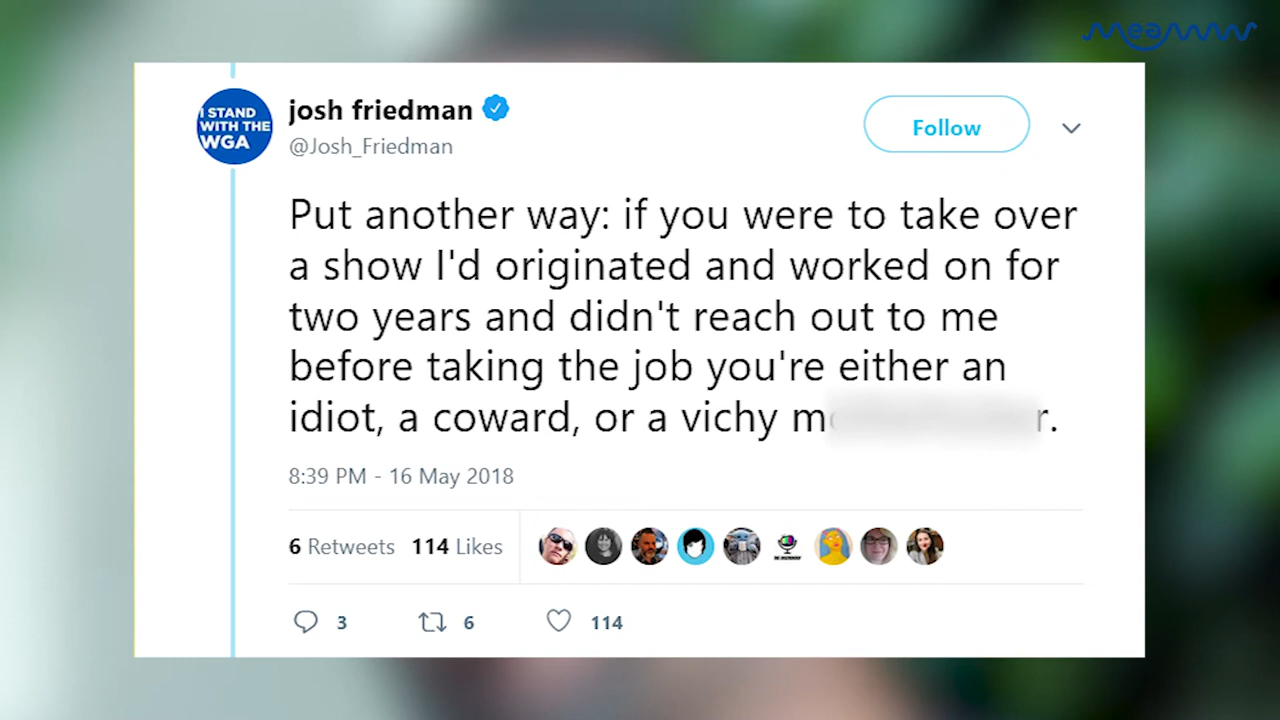 меамин
I STAND
WITH THE
WGA
josh friedman
@Josh_Friedman
Follow
Put another way: if you were to take over
a show I'd originated and worked on for
two years and didn't reach out to me
before taking the job you're either an
idiot, a coward, or a vichy
8:39 PM - 16 May 2018
6 Retweets 114 Likes
3 6 114